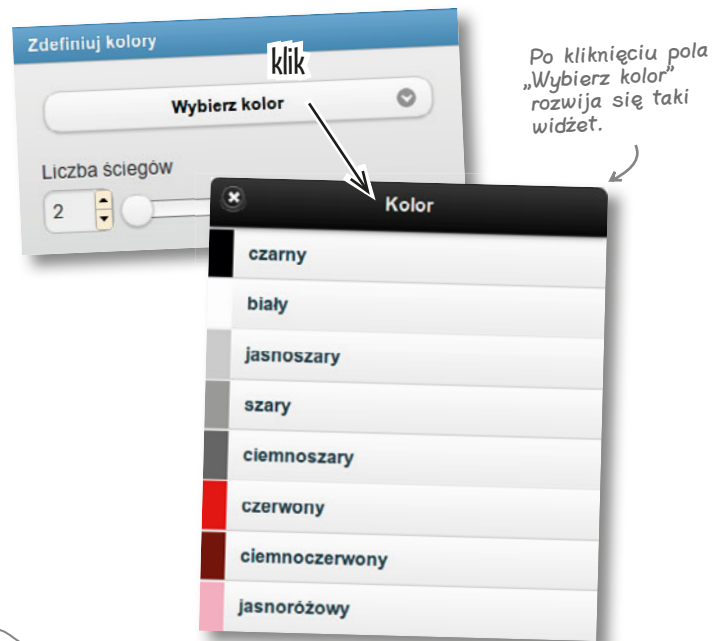 Zdefiniuj kolory
klik
Wybierz kolor
Liczba ściegów
2
Po kliknięciu pola
„Wybierz kolor”
rozwija się taki
widżet.
Kolor
czarny
biały
jasnoszary
szary
ciemnoszary
czerwony
ciemnoczerwony
jasnoróżowy